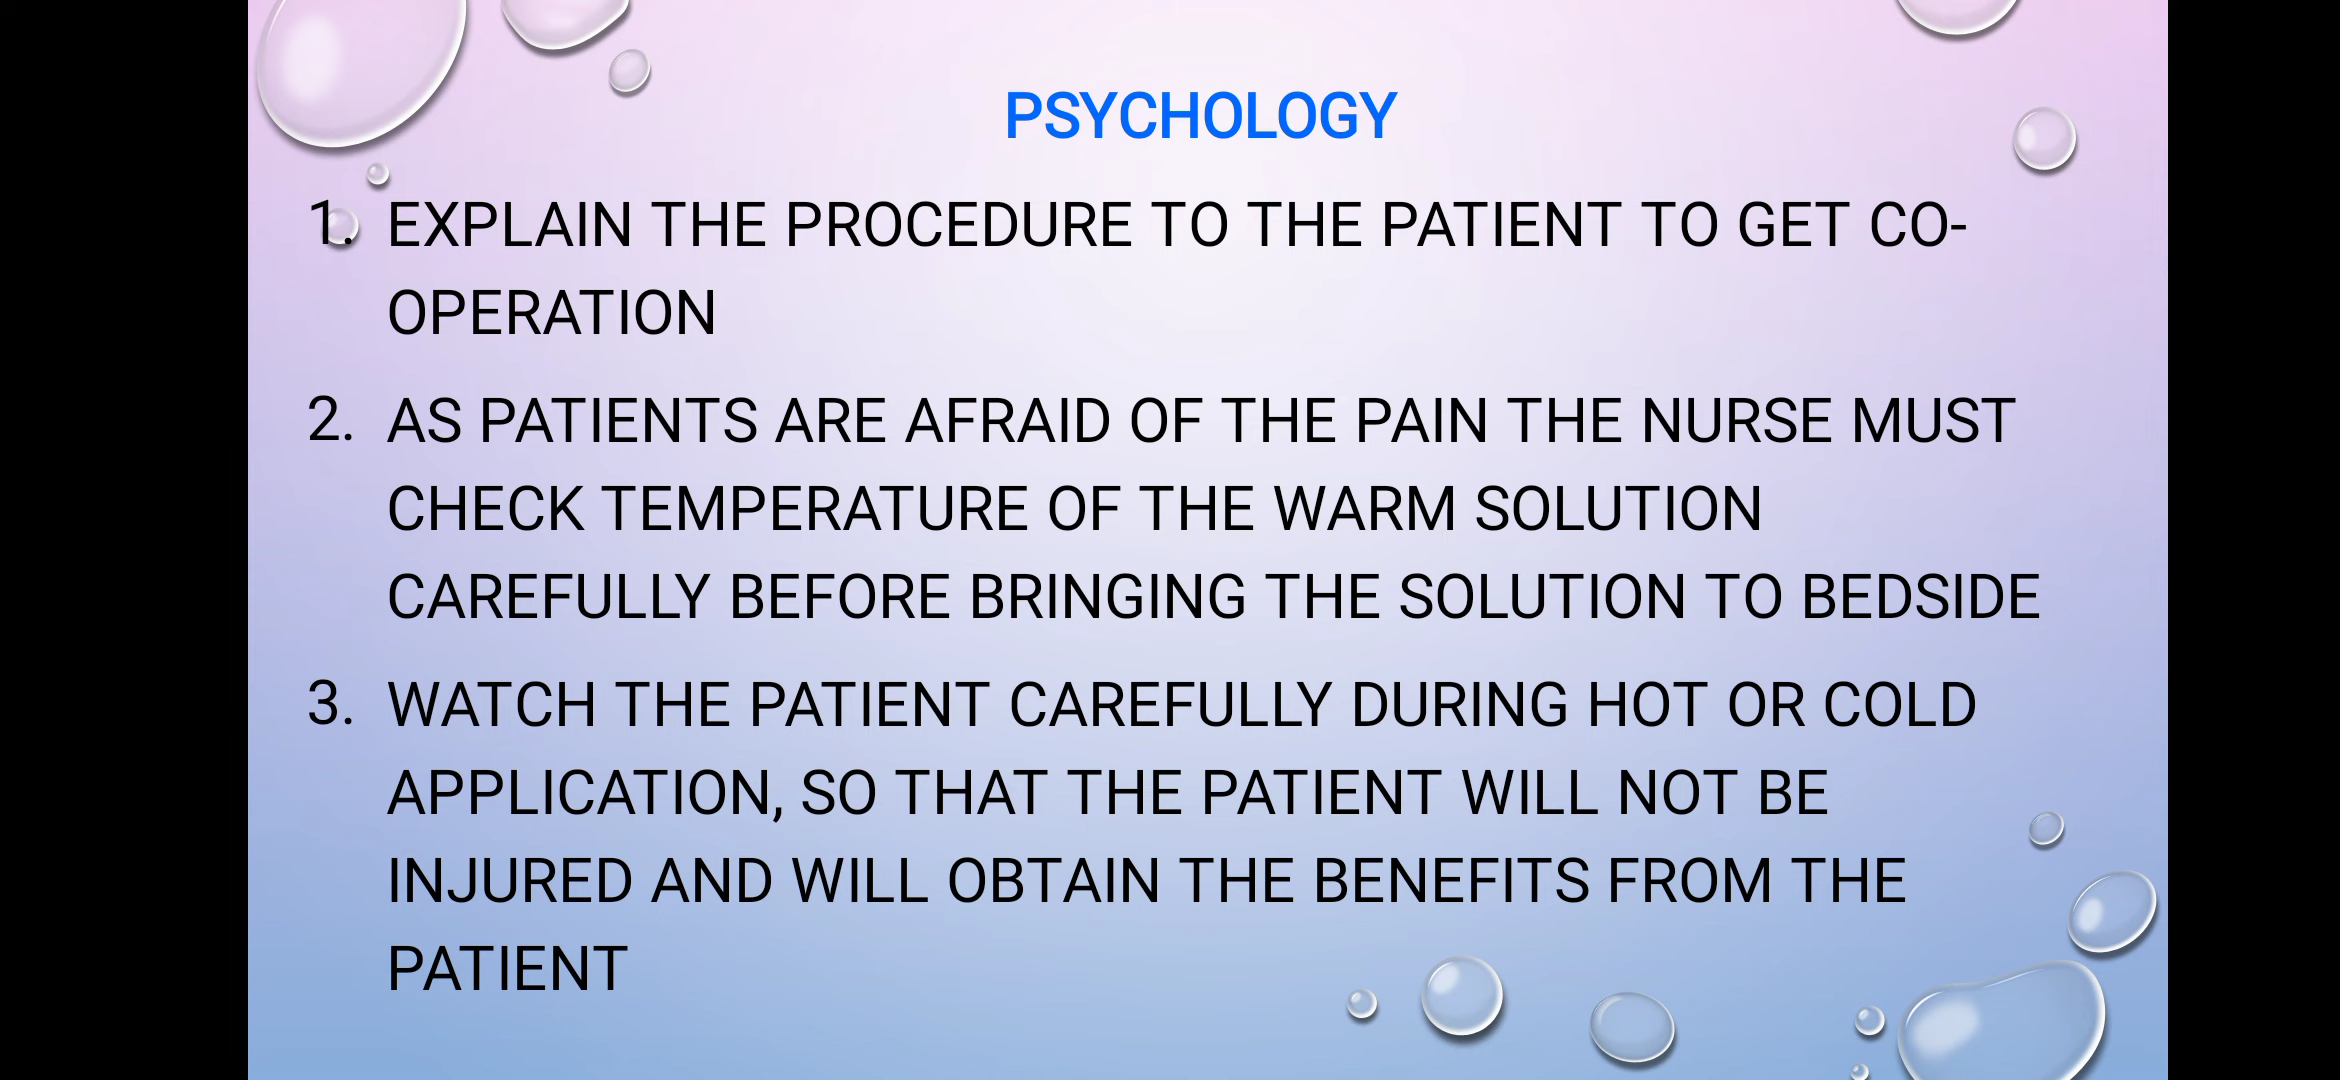 PSYCHOLOGY
1. EXPLAIN THE PROCEDURE TO THE PATIENT TO GET CO-
OPERATION
2. AS PATIENTS ARE AFRAID OF THE PAIN THE NURSE MUST
CHECK TEMPERATURE OF THE WARM SOLUTION
CAREFULLY BEFORE BRINGING THE SOLUTION TO BEDSIDE
3. WATCH THE PATIENT CAREFULLY DURING HOT OR COLD
APPLICATION, SO THAT THE PATIENT WILL NOT BE
INJURED AND WILL OBTAIN THE BENEFITS FROM THE
PATIENT